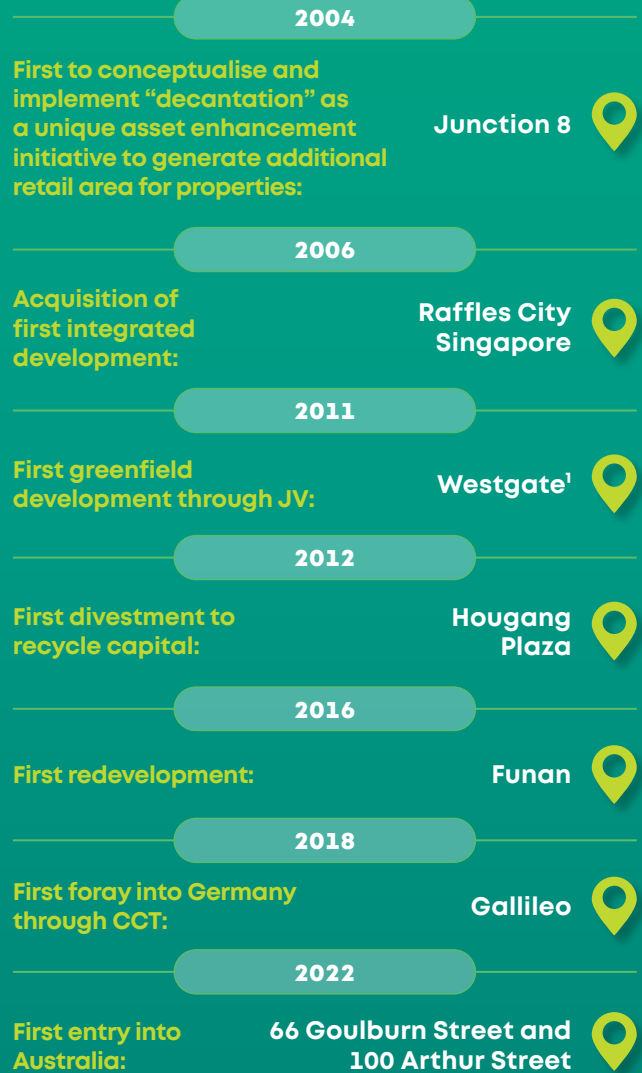 2004
First to conceptualise and
implement “decantation” as
a unique asset enhancement
initiative to generate additional
retail area for properties:
Junction 8
2006
Acquisition of
first integrated
development:
Raffles City
Singapore
2011
First greenfield
development through JV:
Westgate¹
2012
First divestment to
recycle capital:
Hougang
Plaza
2016
First redevelopment:
Funan
2018
First foray into Germany
through CCT:
Gallileo
2022
First entry into
Australia:
66 Goulburn Street and
100 Arthur Street